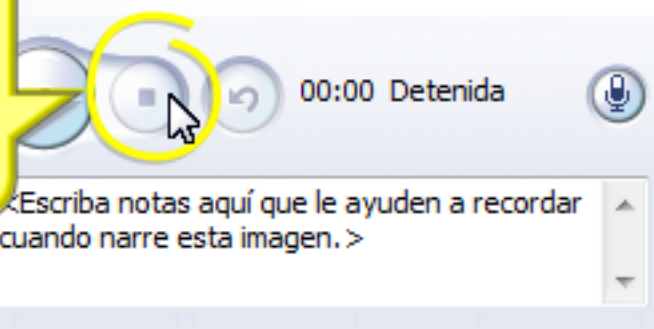 00:00 Detenida
<Escriba notas aquí que le ayuden a recordar
cuando narre esta imagen.>